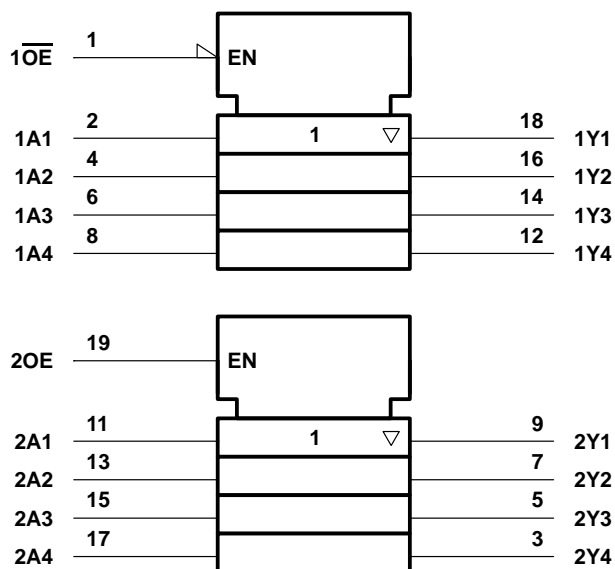 1O̅E̅ 1 EN
1A1 2 1 ▽ 18 1Y1
1A2 4 16 1Y2
1A3 6 14 1Y3
1A4 8 12 1Y4
2OE 19 EN
2A1 11 1 ▽ 9 2Y1
2A2 13 7 2Y2
2A3 15 5 2Y3
2A4 17 3 2Y4